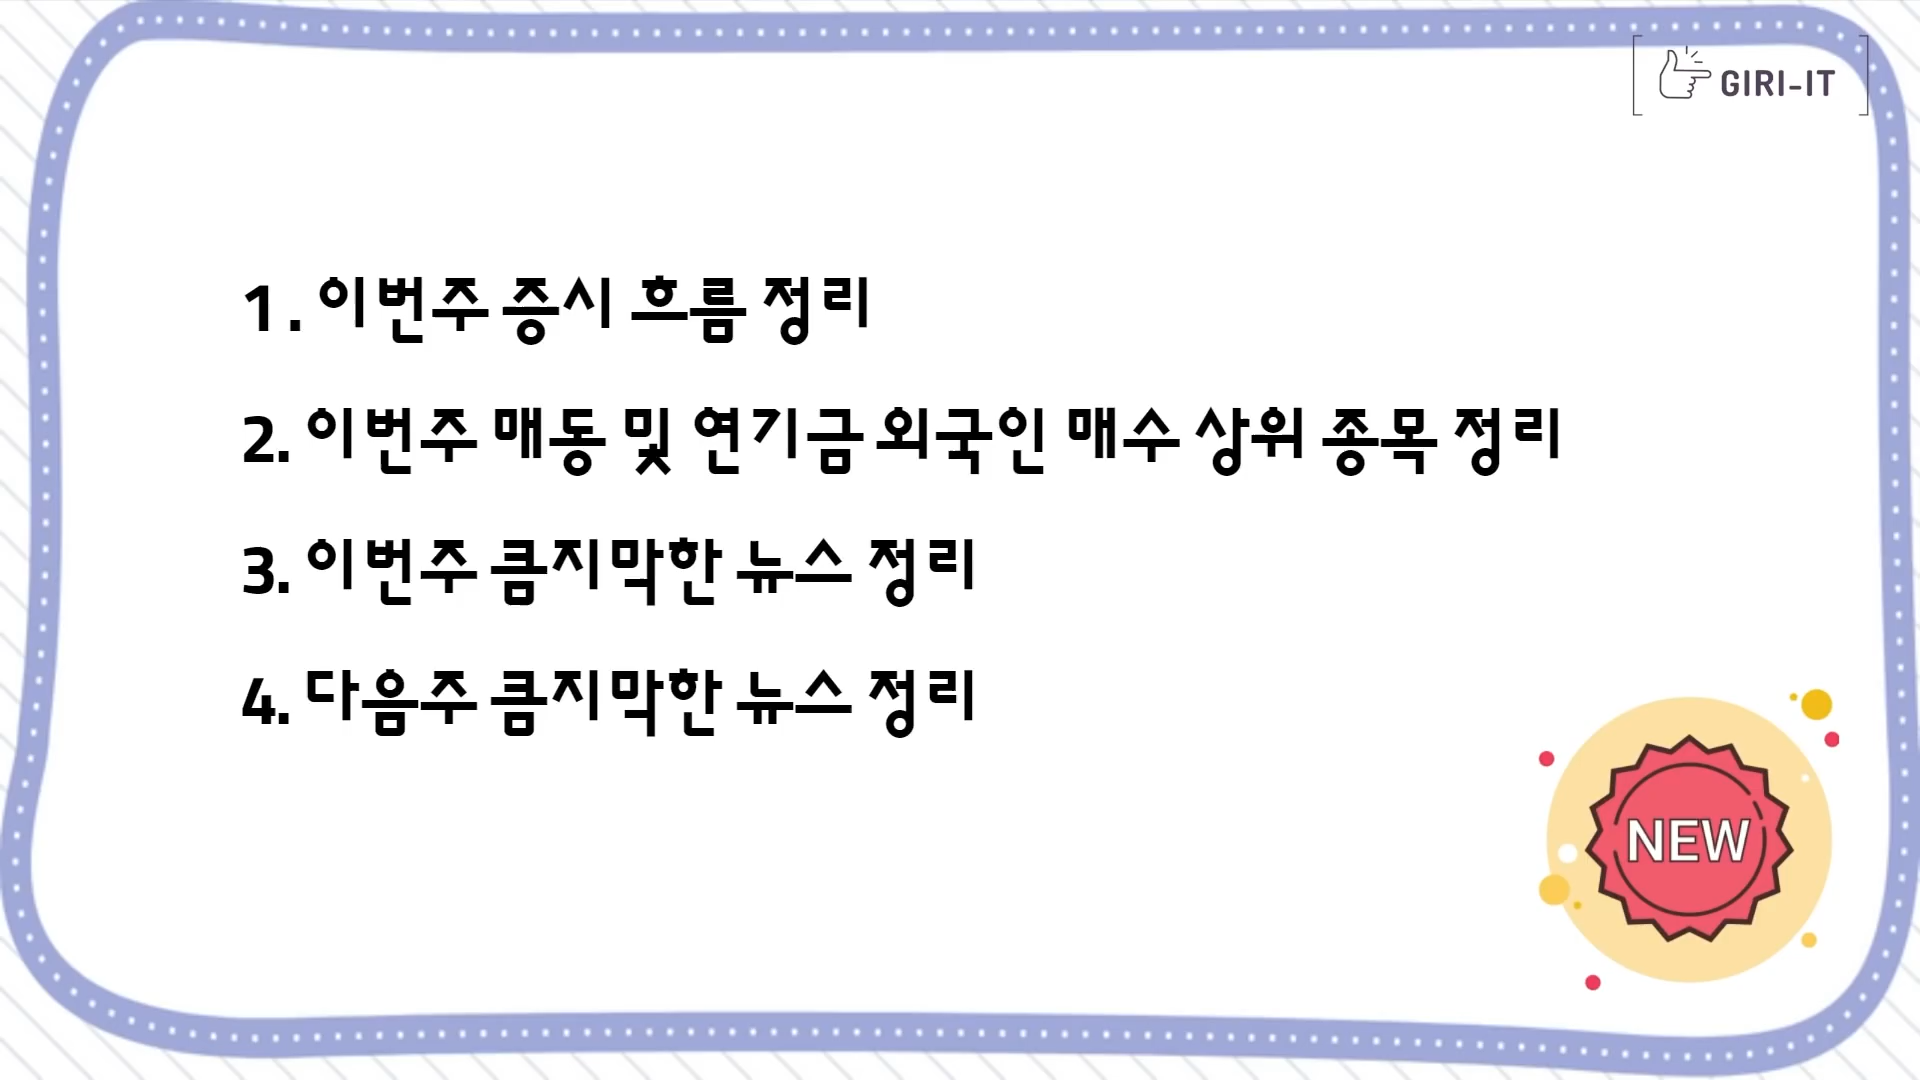 GIRI-IT
1. 이번주 증시 흐름 정리
2. 이번주 매동 및 연기금 외국인 매수 상위 종목 정리
3. 이번주 큼지막한 뉴스 정리
4. 다음주 큼지막한 뉴스 정리
NEW